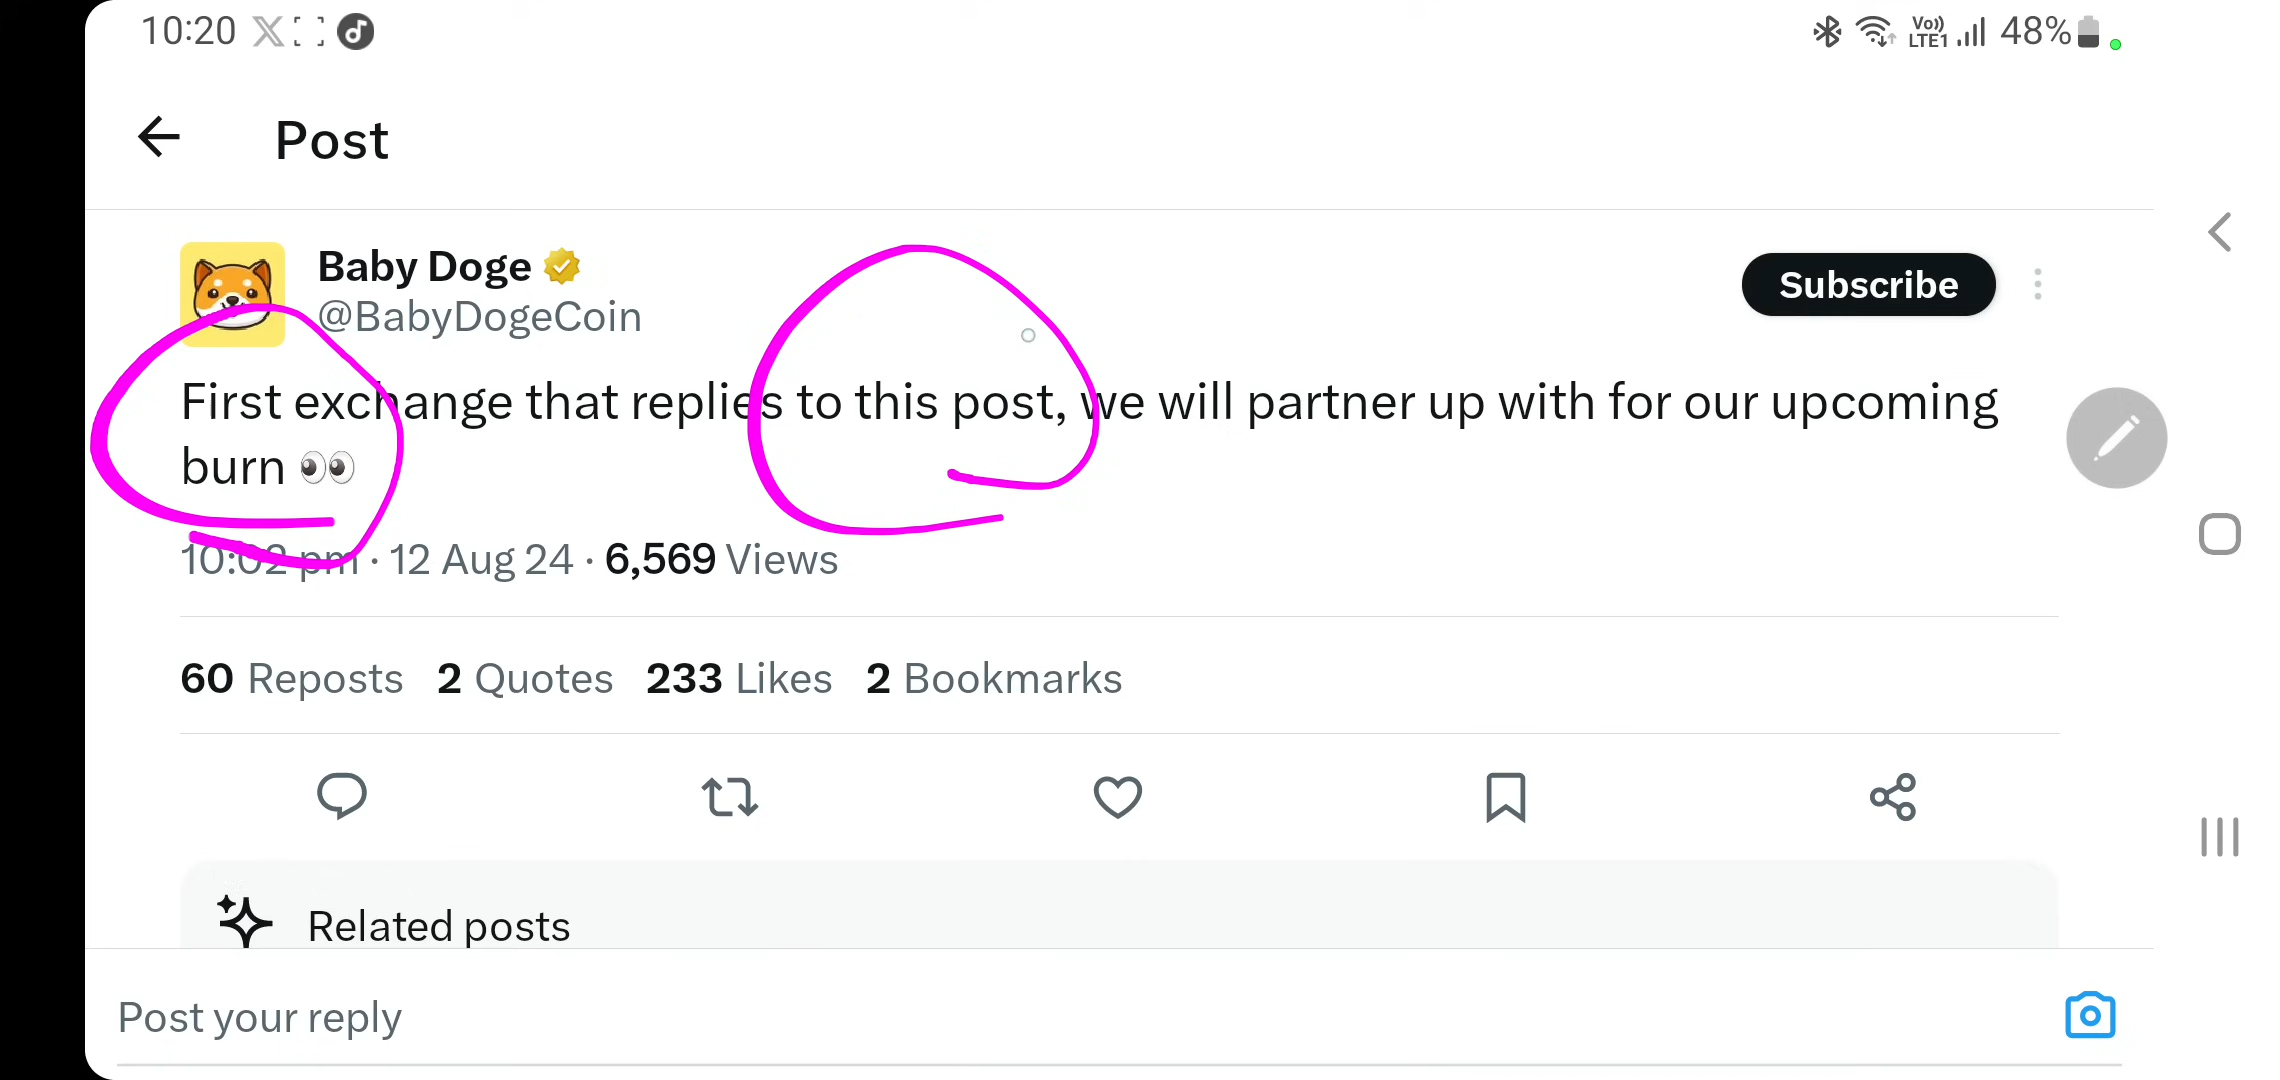 10:20
Vo)) LTE1 48%
Post
Baby Doge
@BabyDogeCoin
Subscribe
First exchange that replies to this post, we will partner up with for our upcoming
burn 👀
10:02 pm · 12 Aug 24 · 6,569 Views
60 Reposts 2 Quotes 233 Likes 2 Bookmarks
Related posts
Post your reply